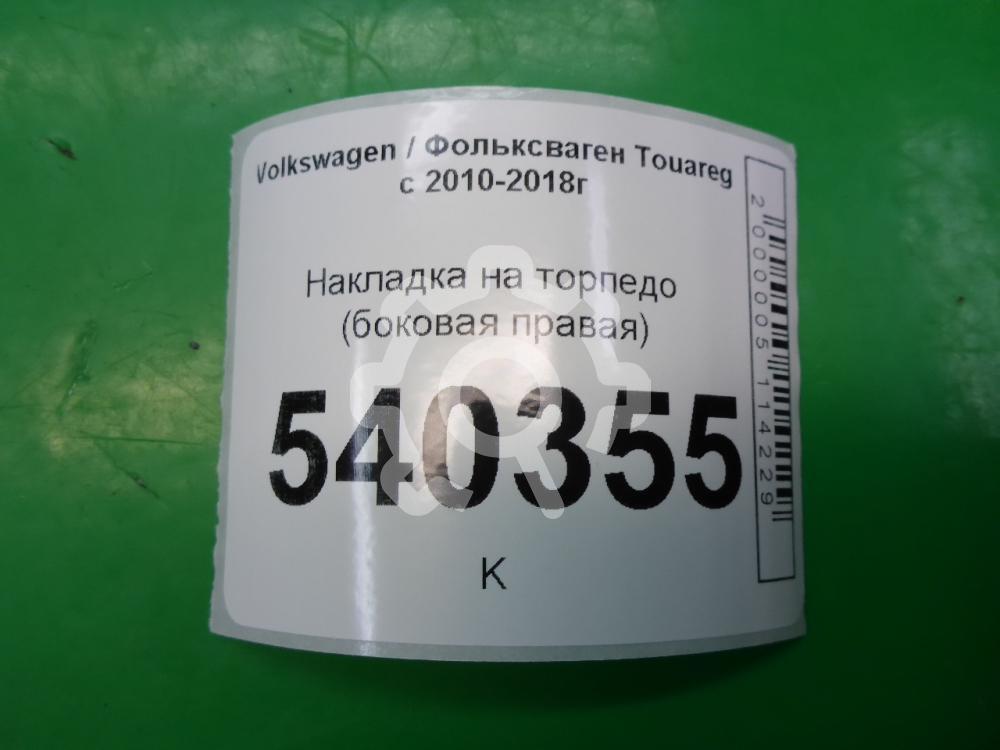 Volkswagen / Фольксваген Touareg
с 2010-2018г
Накладка на торпедо
(боковая правая)
540355
К
2000005114229